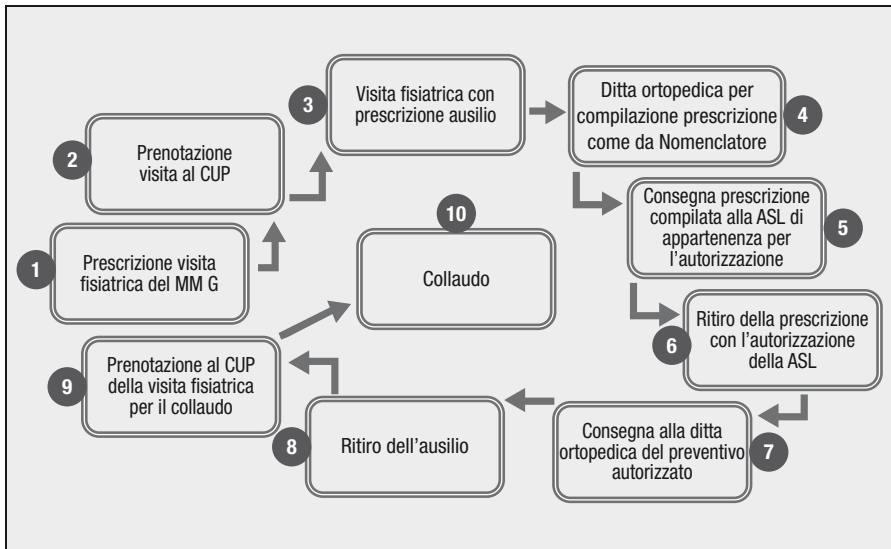 1
Prescrizione visita
fisiatrica del MM G
2
Prenotazione
visita al CUP
3
Visita fisiatrica con
prescrizione ausilio
4
Ditta ortopedica per
compilazione prescrizione
come da Nomenclatore
5
Consegna prescrizione
compilata alla ASL di
appartenenza per
l'autorizzazione
6
Ritiro della prescrizione
con l'autorizzazione
della ASL
7
Consegna alla ditta
ortopedica del preventivo
autorizzato
8
Ritiro dell'ausilio
9
Prenotazione al CUP
della visita fisiatrica
per il collaudo
10
Collaudo